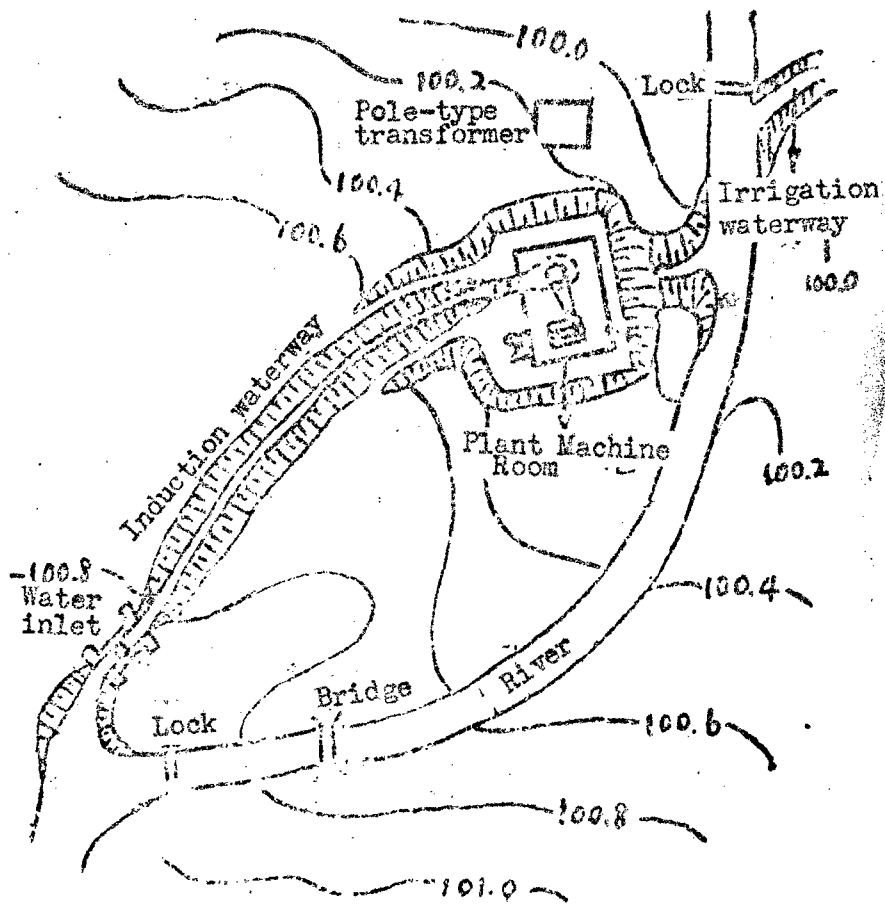 100.0
100.2
Lock
Pole-type
transformer
100.4
Irrigation
waterway
100.6
100.0
Induction waterway
Plant Machine
Room
100.2
100.8
Water
inlet
100.4
River
Bridge
Lock
100.6
100.8
101.0